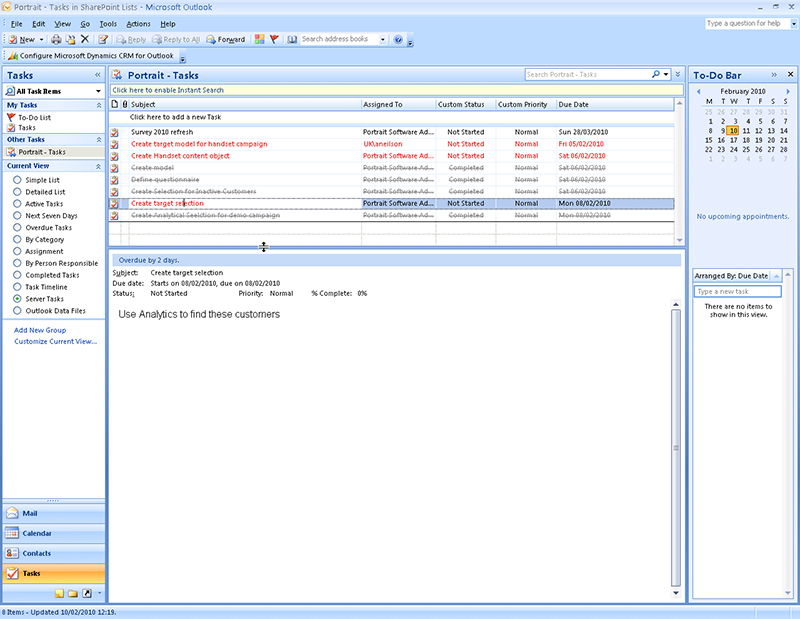 Portrait - Tasks in SharePoint Lists - Microsoft Outlook
File Edit View Go Tools Actions Help
Type a question for help
New Reply Reply to All Forward Search address books
Configure Microsoft Dynamics CRM for Outlook
Tasks
All Task Items
My Tasks
To-Do List
Tasks
Other Tasks
Portrait - Tasks
Current View
Simple List
Detailed List
Active Tasks
Next Seven Days
Overdue Tasks
By Category
Assignment
By Person Responsible
Completed Tasks
Task Timeline
Server Tasks
Outlook Data Files
Add New Group
Customize Current View...
Mail
Calendar
Contacts
Tasks
Portrait - Tasks
Search Portrait - Tasks
Click here to enable Instant Search
Subject Assigned To Custom Status Custom Priority Due Date
Click here to add a new Task
Survey 2010 refresh Portrait Software Ad... Not Started Normal Sun 28/03/2010
Create target model for handset campaign UK\aneilson Not Started Normal Fri 05/02/2010
Create Handset content object Portrait Software Ad... Not Started Normal Sat 06/02/2010
Create model Portrait Software Ad... Completed Normal Sat 06/02/2010
Define questionnaire Portrait Software Ad... Completed Normal Sat 06/02/2010
Create Selection for Inactive Customers Portrait Software Ad... Completed Normal Sat 06/02/2010
Create target selection Portrait Software Ad... Not Started Normal Mon 08/02/2010
Create Analytical Seelction for demo campaign Portrait Software Ad... Completed Normal Mon 08/02/2010
Overdue by 2 days.
Subject: Create target selection
Due date: Starts on 08/02/2010, due on 08/02/2010
Status: Not Started Priority: Normal % Complete: 0%
Use Analytics to find these customers
To-Do Bar
February 2010
M T W T F S S
25 26 27 28 29 30 31
1 2 3 4 5 6 7
8 9 10 11 12 13 14
15 16 17 18 19 20 21
22 23 24 25 26 27 28
1 2 3 4 5 6 7
No upcoming appointments.
Arranged By: Due Date
Type a new task
There are no items to
show in this view.
8 Items - Updated 10/02/2010 12:19.